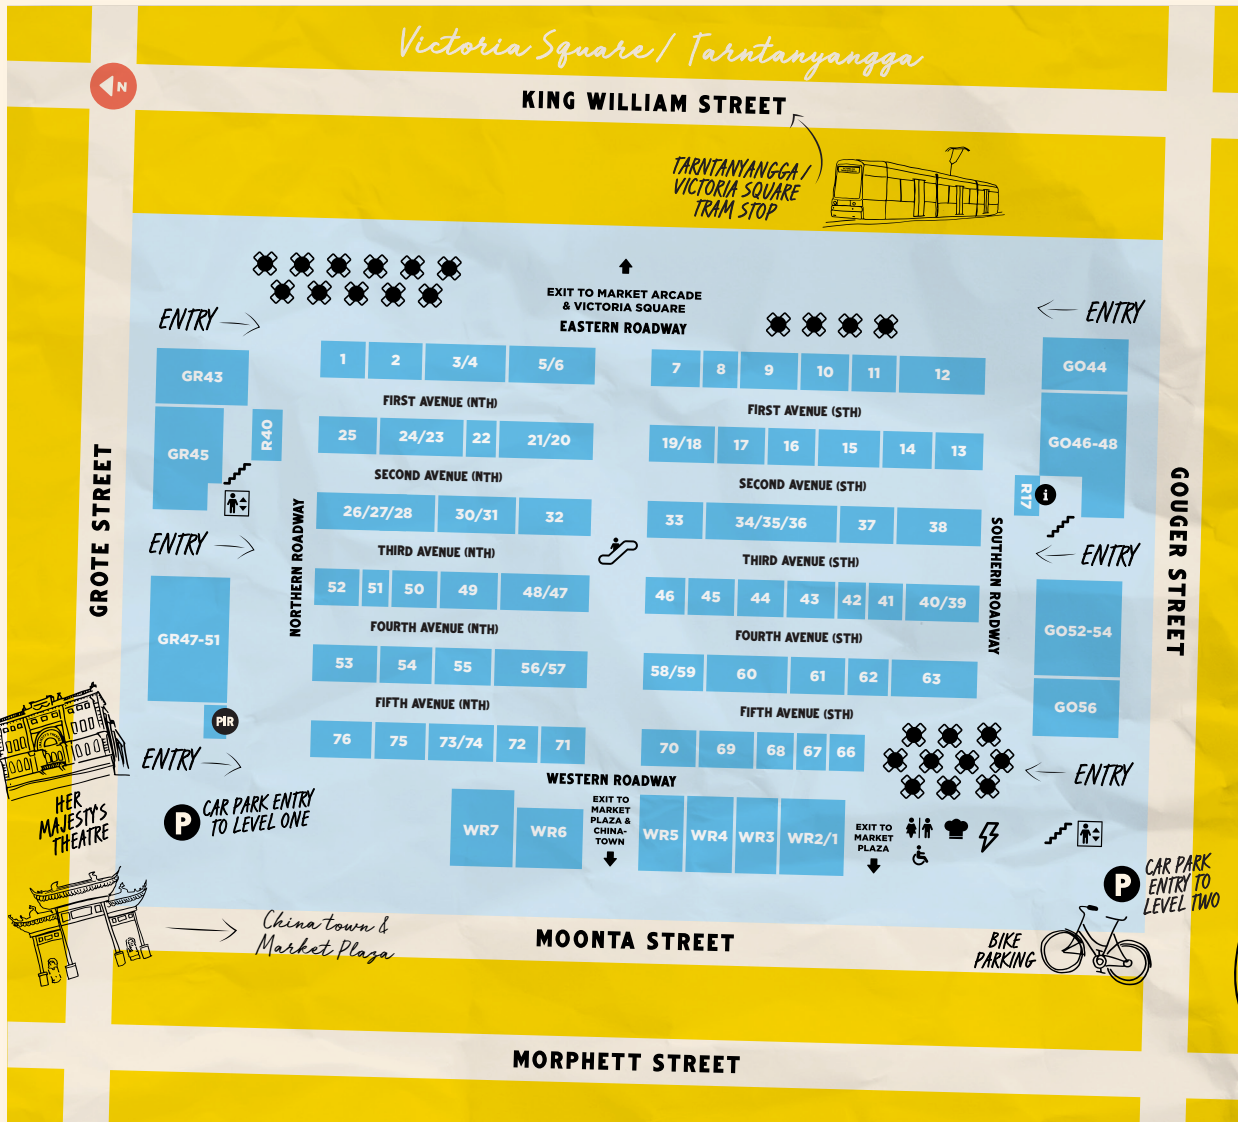 Victoria Square / Tarntanyangga
N
KING WILLIAM STREET
TARNTANYANGGA /
VICTORIA SQUARE
TRAM STOP
EXIT TO MARKET ARCADE
& VICTORIA SQUARE
EASTERN ROADWAY
ENTRY
ENTRY
GR43
1 2 3/4 5/6
7 8 9 10 11 12
GO44
FIRST AVENUE (NTH)
FIRST AVENUE (STH)
GR45
R40
25 24/23 22 21/20
19/18 17 16 15 14 13
GO46-48
SECOND AVENUE (NTH)
SECOND AVENUE (STH)
R17
i
26/27/28 30/31 32
33 34/35/36 37 38
ENTRY
ENTRY
THIRD AVENUE (NTH)
THIRD AVENUE (STH)
GROTE STREET
NORTHERN ROADWAY
SOUTHERN ROADWAY
GOUGER STREET
52 51 50 49 48/47
46 45 44 43 42 41 40/39
GR47-51
GO52-54
FOURTH AVENUE (NTH)
FOURTH AVENUE (STH)
53 54 55 56/57
58/59 60 61 62 63
GO56
FIFTH AVENUE (NTH)
FIFTH AVENUE (STH)
PIR
76 75 73/74 72 71
70 69 68 67 66
ENTRY
ENTRY
WESTERN ROADWAY
HER
MAJESTY'S
THEATRE
P
CAR PARK ENTRY
TO LEVEL ONE
WR7 WR6
EXIT TO
MARKET
PLAZA &
CHINA-
TOWN
WR5 WR4 WR3 WR2/1
EXIT TO
MARKET
PLAZA
P
CAR PARK
ENTRY TO
LEVEL TWO
China town &
Market Plaza
MOONTA STREET
BIKE
PARKING
MORPHETT STREET